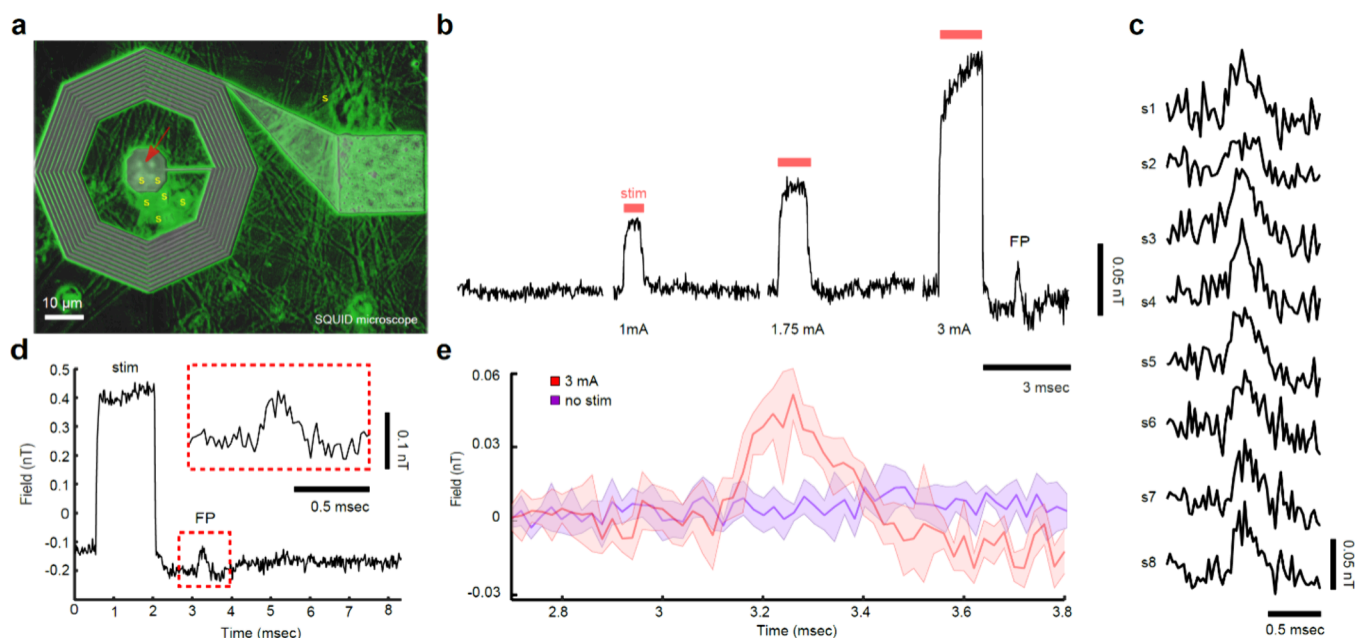 a
s
s s
s s s
s
10 µm
SQUID microscope
b
stim
FP
1mA
1.75 mA
3 mA
0.05 nT
3 msec
c
s1
s2
s3
s4
s5
s6
s7
s8
0.05 nT
0.5 msec
d
stim
0.5
0.4
0.3
0.2
0.1
0
-0.1
-0.2
Field (nT)
0.1 nT
0.5 msec
FP
0 1 2 3 4 5 6 7 8
Time (msec)
e
3 mA
no stim
0.06
0.03
0
-0.03
Field (nT)
2.8 3 3.2 3.4 3.6 3.8
Time (msec)